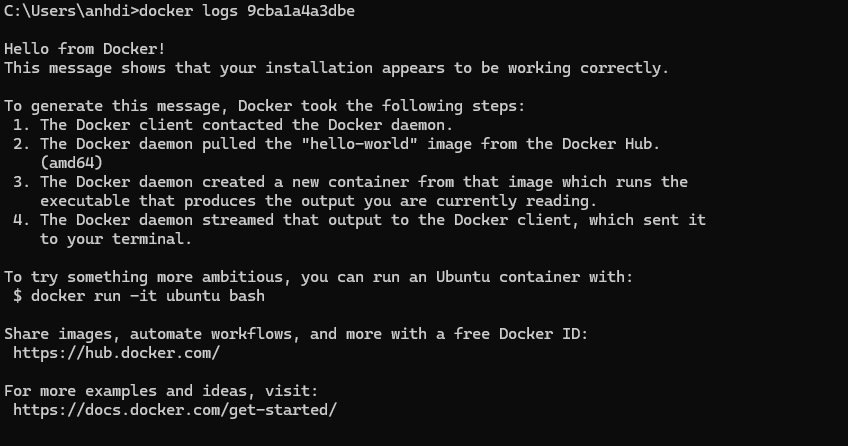 C:\Users\anhdi>docker logs 9cba1a4a3dbe
Hello from Docker!
This message shows that your installation appears to be working correctly.
To generate this message, Docker took the following steps:
1. The Docker client contacted the Docker daemon.
2. The Docker daemon pulled the "hello-world" image from the Docker Hub.
(amd64)
3. The Docker daemon created a new container from that image which runs the
executable that produces the output you are currently reading.
4. The Docker daemon streamed that output to the Docker client, which sent it
to your terminal.
To try something more ambitious, you can run an Ubuntu container with:
$ docker run -it ubuntu bash
Share images, automate workflows, and more with a free Docker ID:
https://hub.docker.com/
For more examples and ideas, visit:
https://docs.docker.com/get-started/